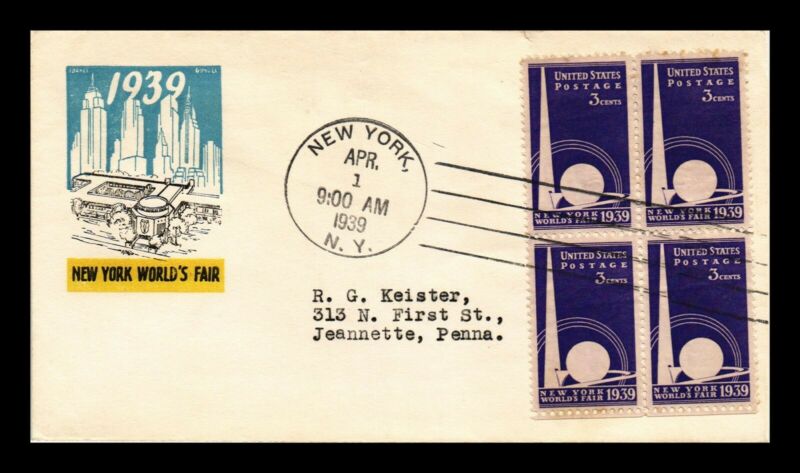 1939
NEW YORK WORLD'S FAIR
NEW YORK,
APR.
1
9:00 AM
1939
N. Y.
R. G. Keister,
313 N. First St.,
Jeannette, Penna.
UNITED STATES
POSTAGE
3 CENTS
NEW YORK
WORLD'S FAIR 1939
UNITED STATES
POSTAGE
3 CENTS
NEW YORK
WORLD'S FAIR 1939
UNITED STATES
POSTAGE
3 CENTS
NEW YORK
WORLD'S FAIR 1939
UNITED STATES
POSTAGE
3 CENTS
NEW YORK
WORLD'S FAIR 1939